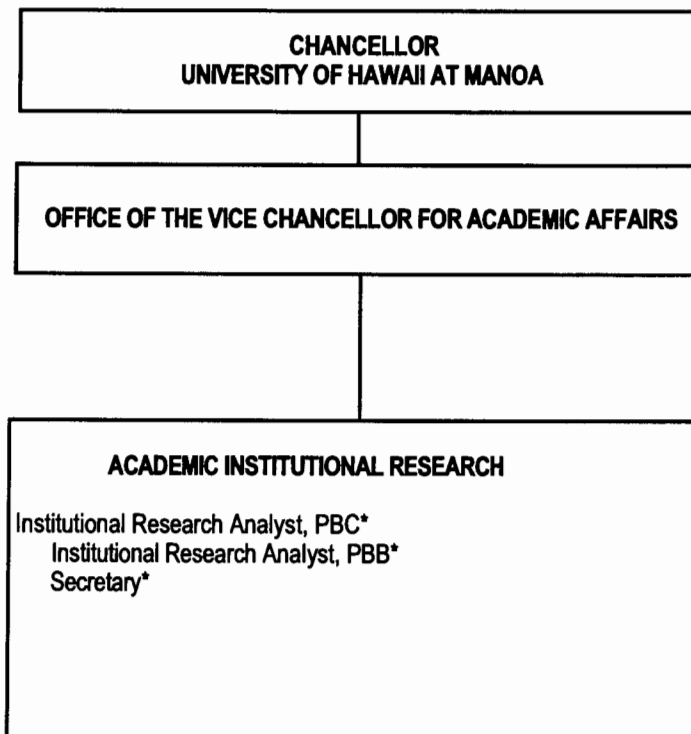 CHANCELLOR
UNIVERSITY OF HAWAII AT MANOA
OFFICE OF THE VICE CHANCELLOR FOR ACADEMIC AFFAIRS
ACADEMIC INSTITUTIONAL RESEARCH
Institutional Research Analyst, PBC*
Institutional Research Analyst, PBB*
Secretary*